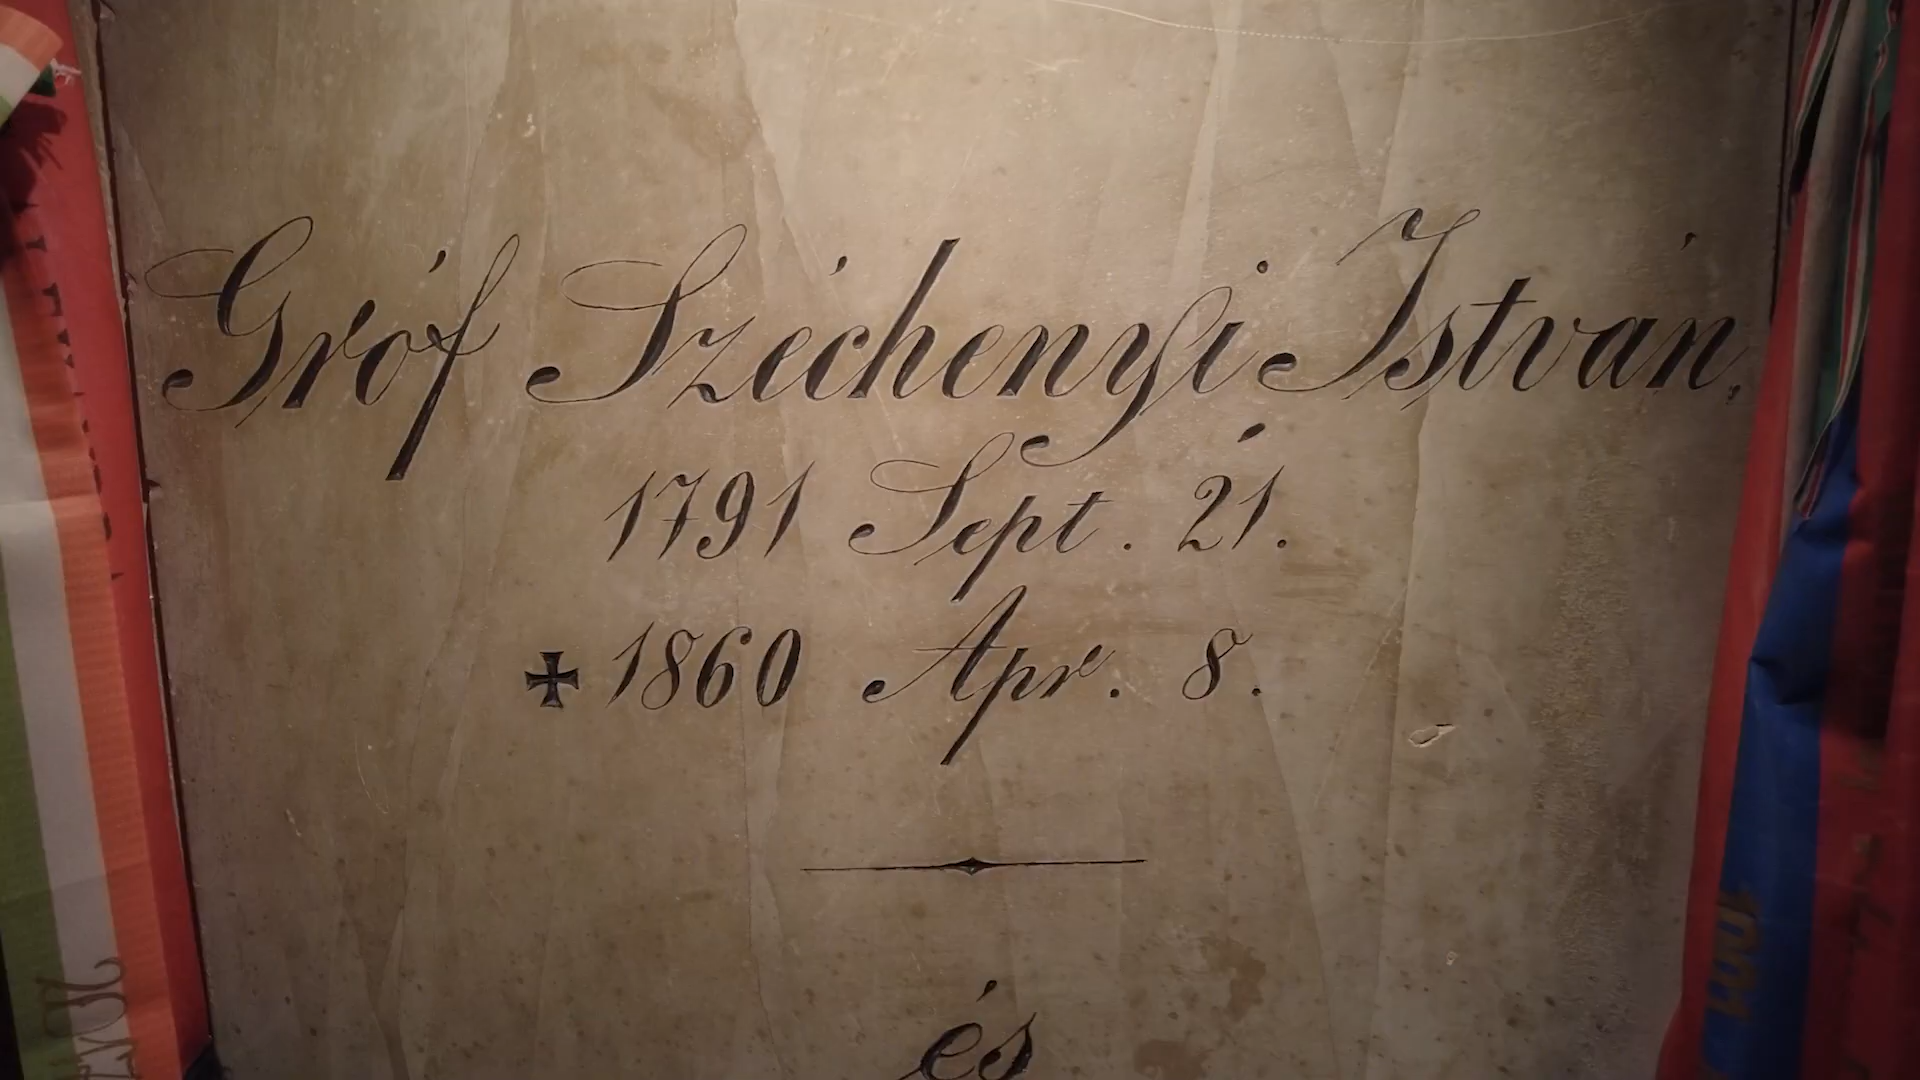 Gróf Széchenyi István,
1791 Sept. 21.
✠ 1860 Apr. 8.
és